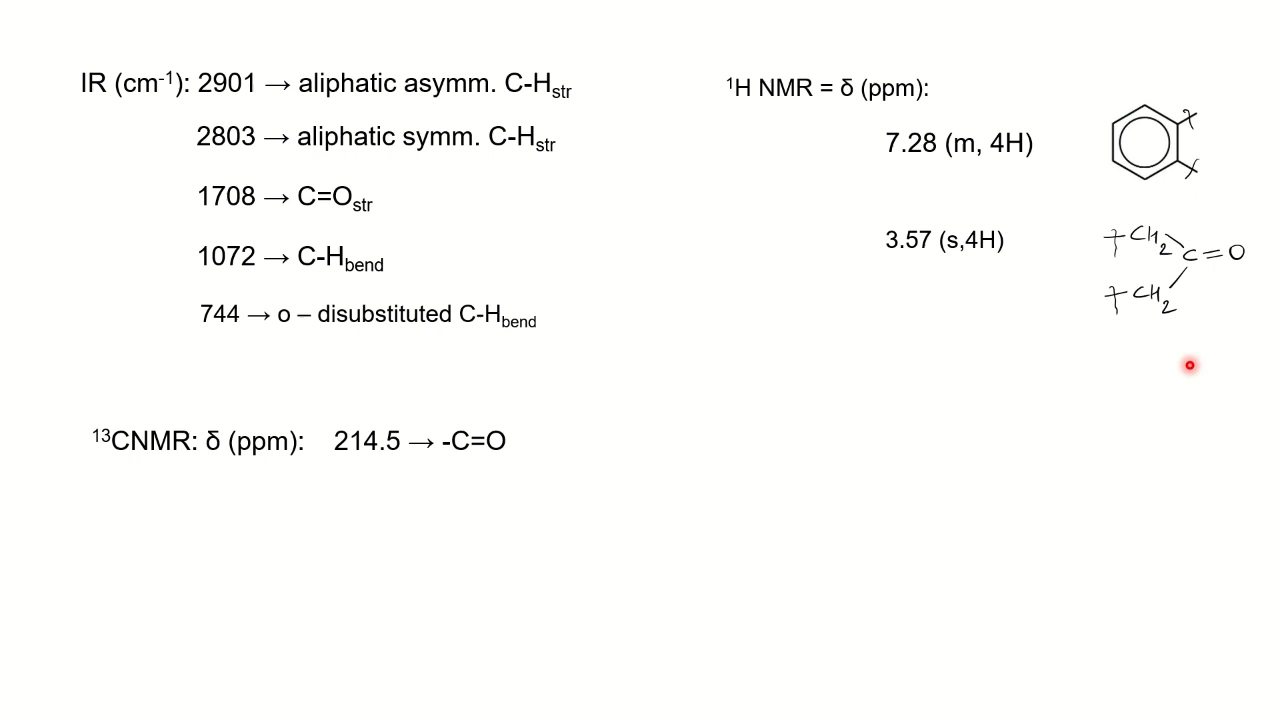 IR (cm-1): 2901 → aliphatic asymm. C-Hstr
2803 → aliphatic symm. C-Hstr
1708 → C=Ostr
1072 → C-Hbend
744 → o – disubstituted C-Hbend
13CNMR: δ (ppm): 214.5 → -C=O
1H NMR = δ (ppm):
7.28 (m, 4H)
3.57 (s,4H)
CH2
C=O
CH2